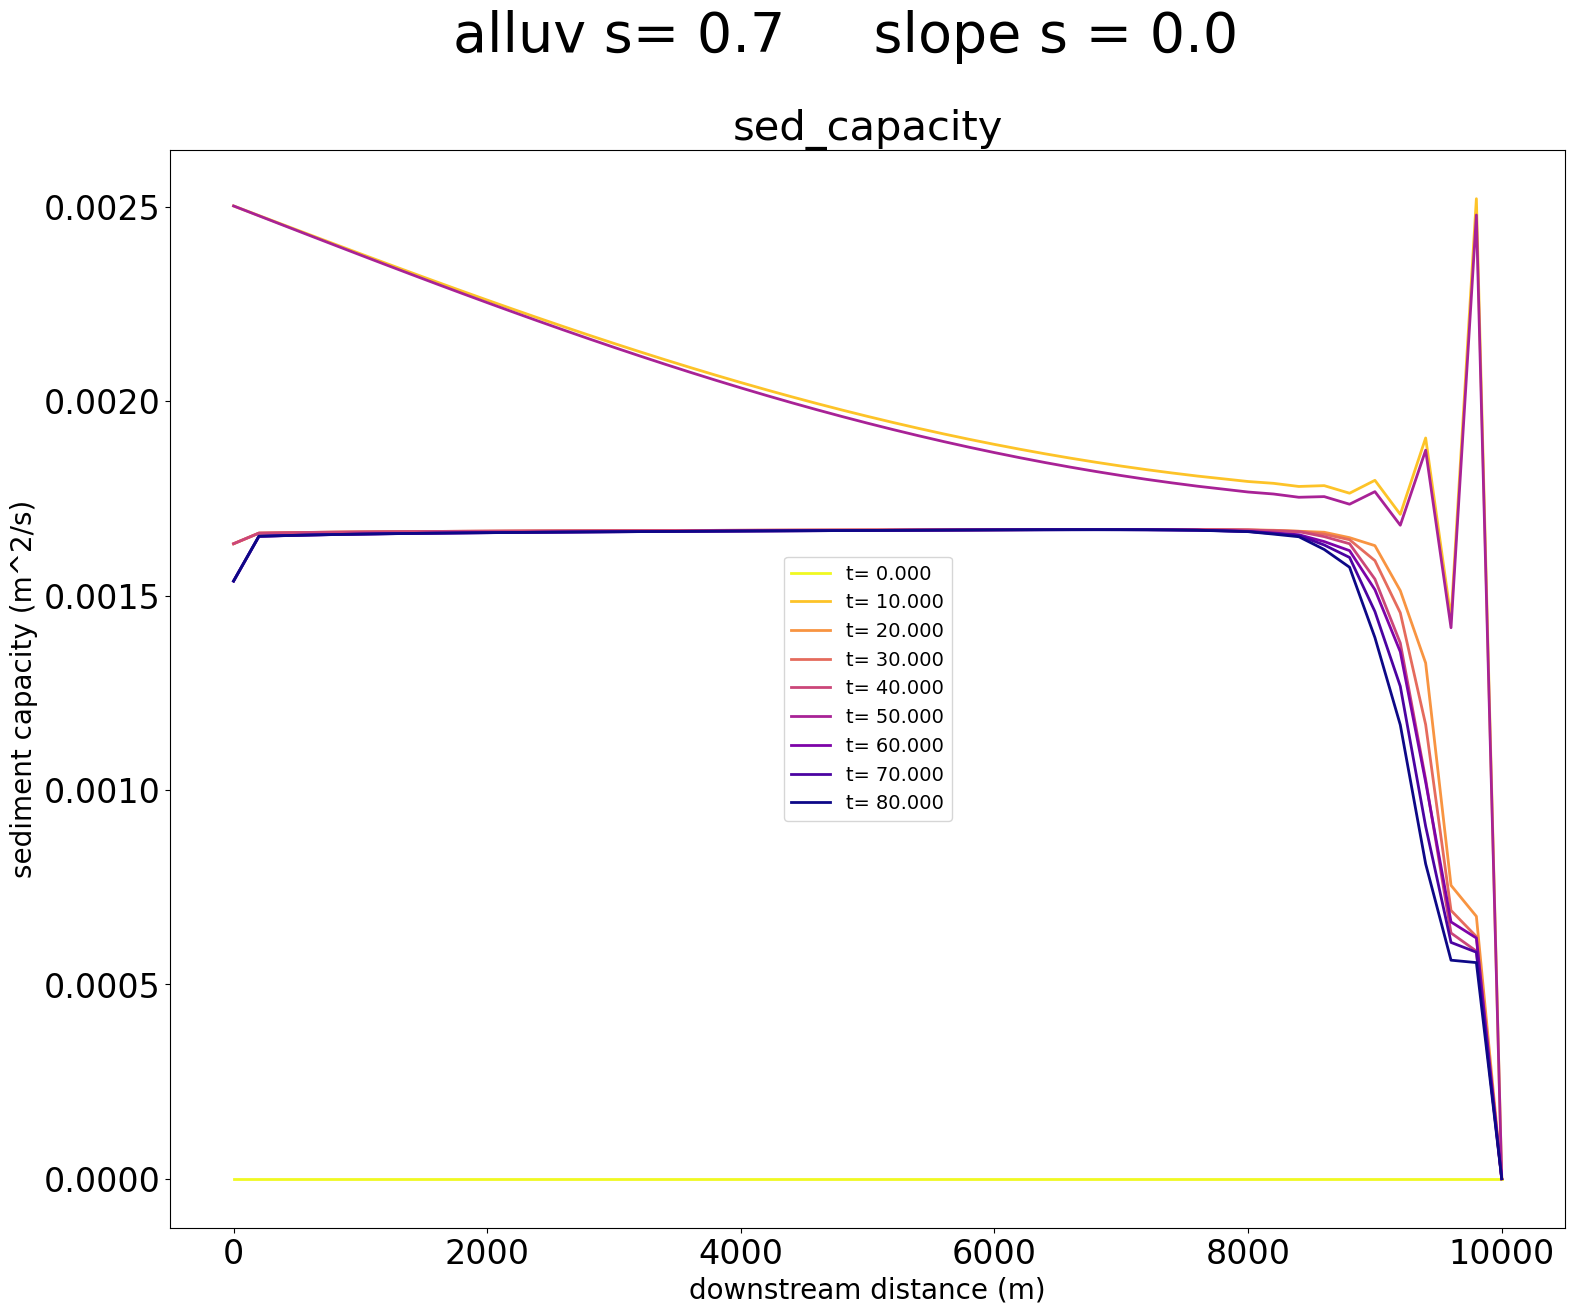 alluv s= 0.7     slope s = 0.0
sed_capacity
sediment capacity (m^2/s)
0.0025
0.0020
0.0015
0.0010
0.0005
0.0000
t= 0.000
t= 10.000
t= 20.000
t= 30.000
t= 40.000
t= 50.000
t= 60.000
t= 70.000
t= 80.000
0 2000 4000 6000 8000 10000
downstream distance (m)